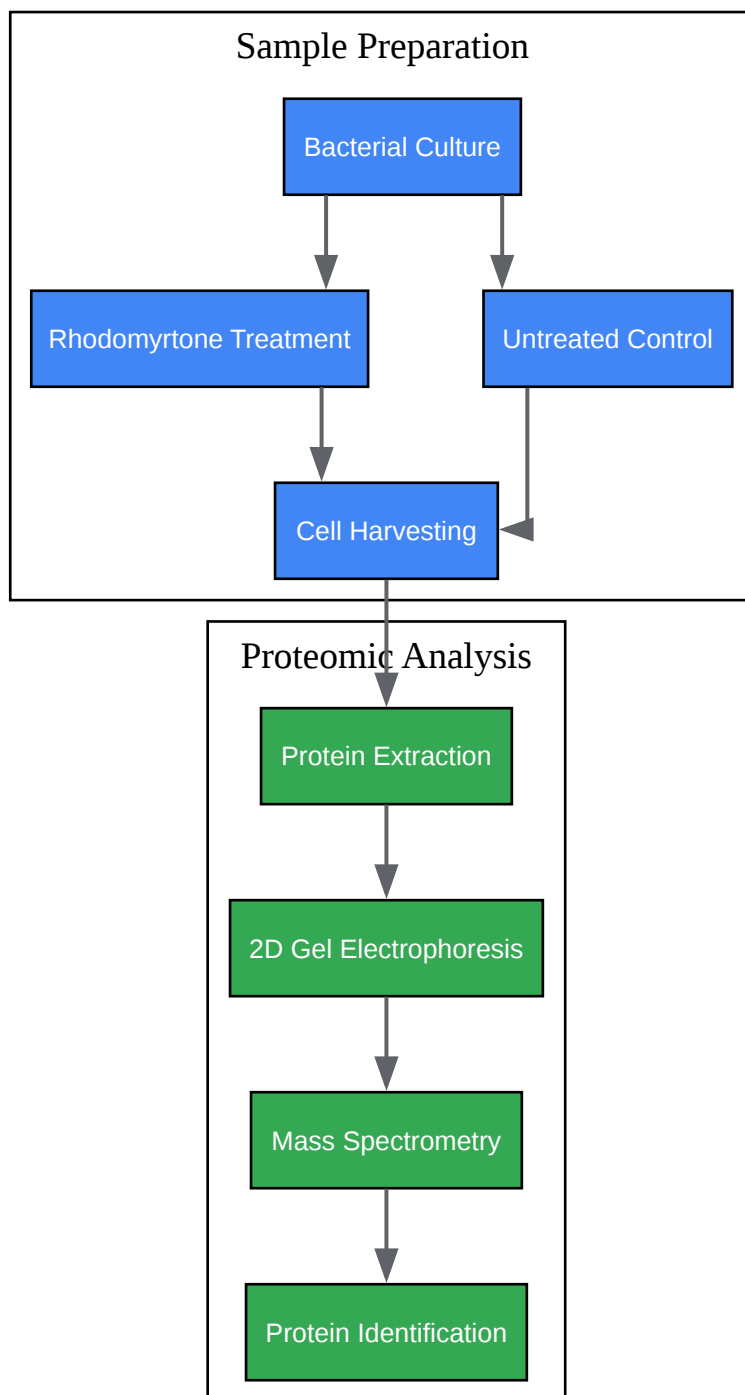 Sample Preparation
Bacterial Culture
Rhodomyrtone Treatment
Untreated Control
Cell Harvesting
Proteomic Analysis
Protein Extraction
2D Gel Electrophoresis
Mass Spectrometry
Protein Identification